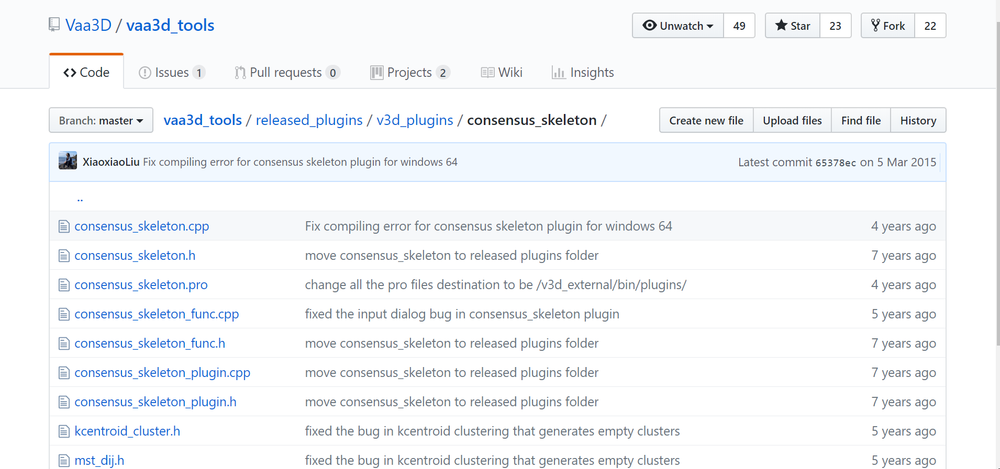 Vaa3D / vaa3d_tools Unwatch 49 Star 23 Fork 22
Code Issues 1 Pull requests 0 Projects 2 Wiki Insights
Branch: master vaa3d_tools / released_plugins / v3d_plugins / consensus_skeleton / Create new file Upload files Find file History
XiaoxiaoLiu Fix compiling error for consensus skeleton plugin for windows 64 Latest commit 65378ec on 5 Mar 2015
..
consensus_skeleton.cpp Fix compiling error for consensus skeleton plugin for windows 64 4 years ago
consensus_skeleton.h move consensus_skeleton to released plugins folder 7 years ago
consensus_skeleton.pro change all the pro files destination to be /v3d_external/bin/plugins/ 4 years ago
consensus_skeleton_func.cpp fixed the input dialog bug in consensus_skeleton plugin 5 years ago
consensus_skeleton_func.h move consensus_skeleton to released plugins folder 7 years ago
consensus_skeleton_plugin.cpp move consensus_skeleton to released plugins folder 7 years ago
consensus_skeleton_plugin.h move consensus_skeleton to released plugins folder 7 years ago
kcentroid_cluster.h fixed the bug in kcentroid clustering that generates empty clusters 5 years ago
mst_dij.h fixed the bug in kcentroid clustering that generates empty clusters 5 years ago